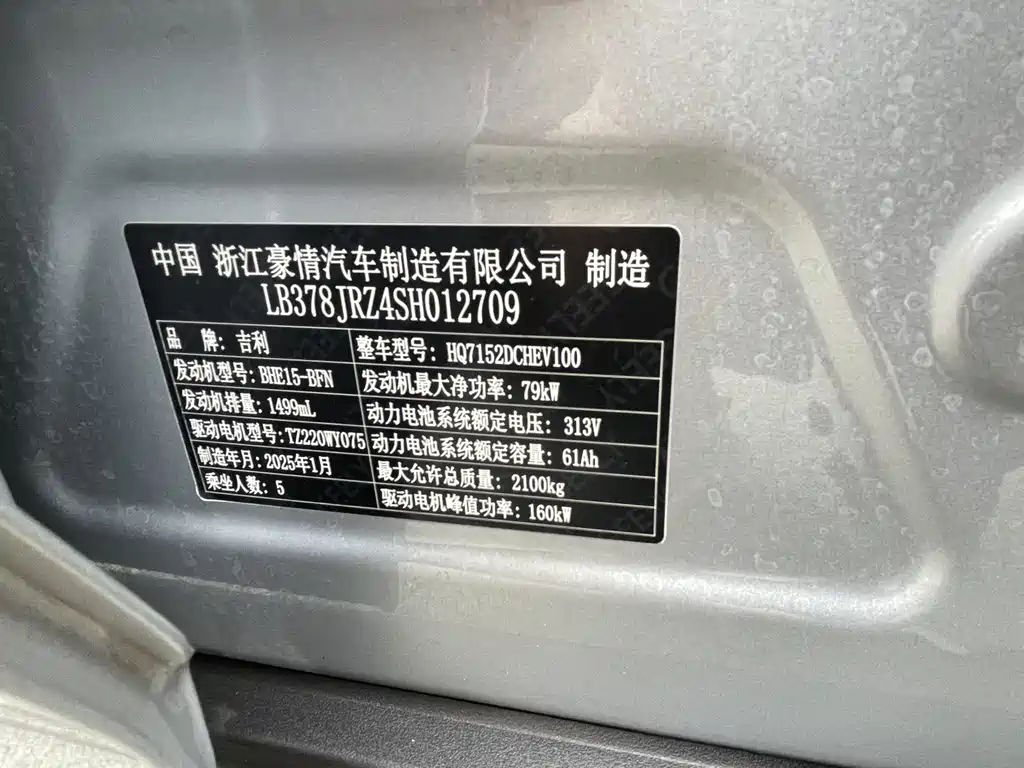 中国 浙江豪情汽车制造有限公司 制造
LB378JRZ4SH012709
品 牌: 吉利
整车型号: HQ7152DCHEV100
发动机型号: BHE15-BFN
发动机最大净功率: 79kW
发动机排量: 1499mL
动力电池系统额定电压: 313V
驱动电机型号: TZ220WY075
动力电池系统额定容量: 61Ah
制造年月: 2025年1月
最大允许总质量: 2100kg
乘坐人数: 5
驱动电机峰值功率: 160kW